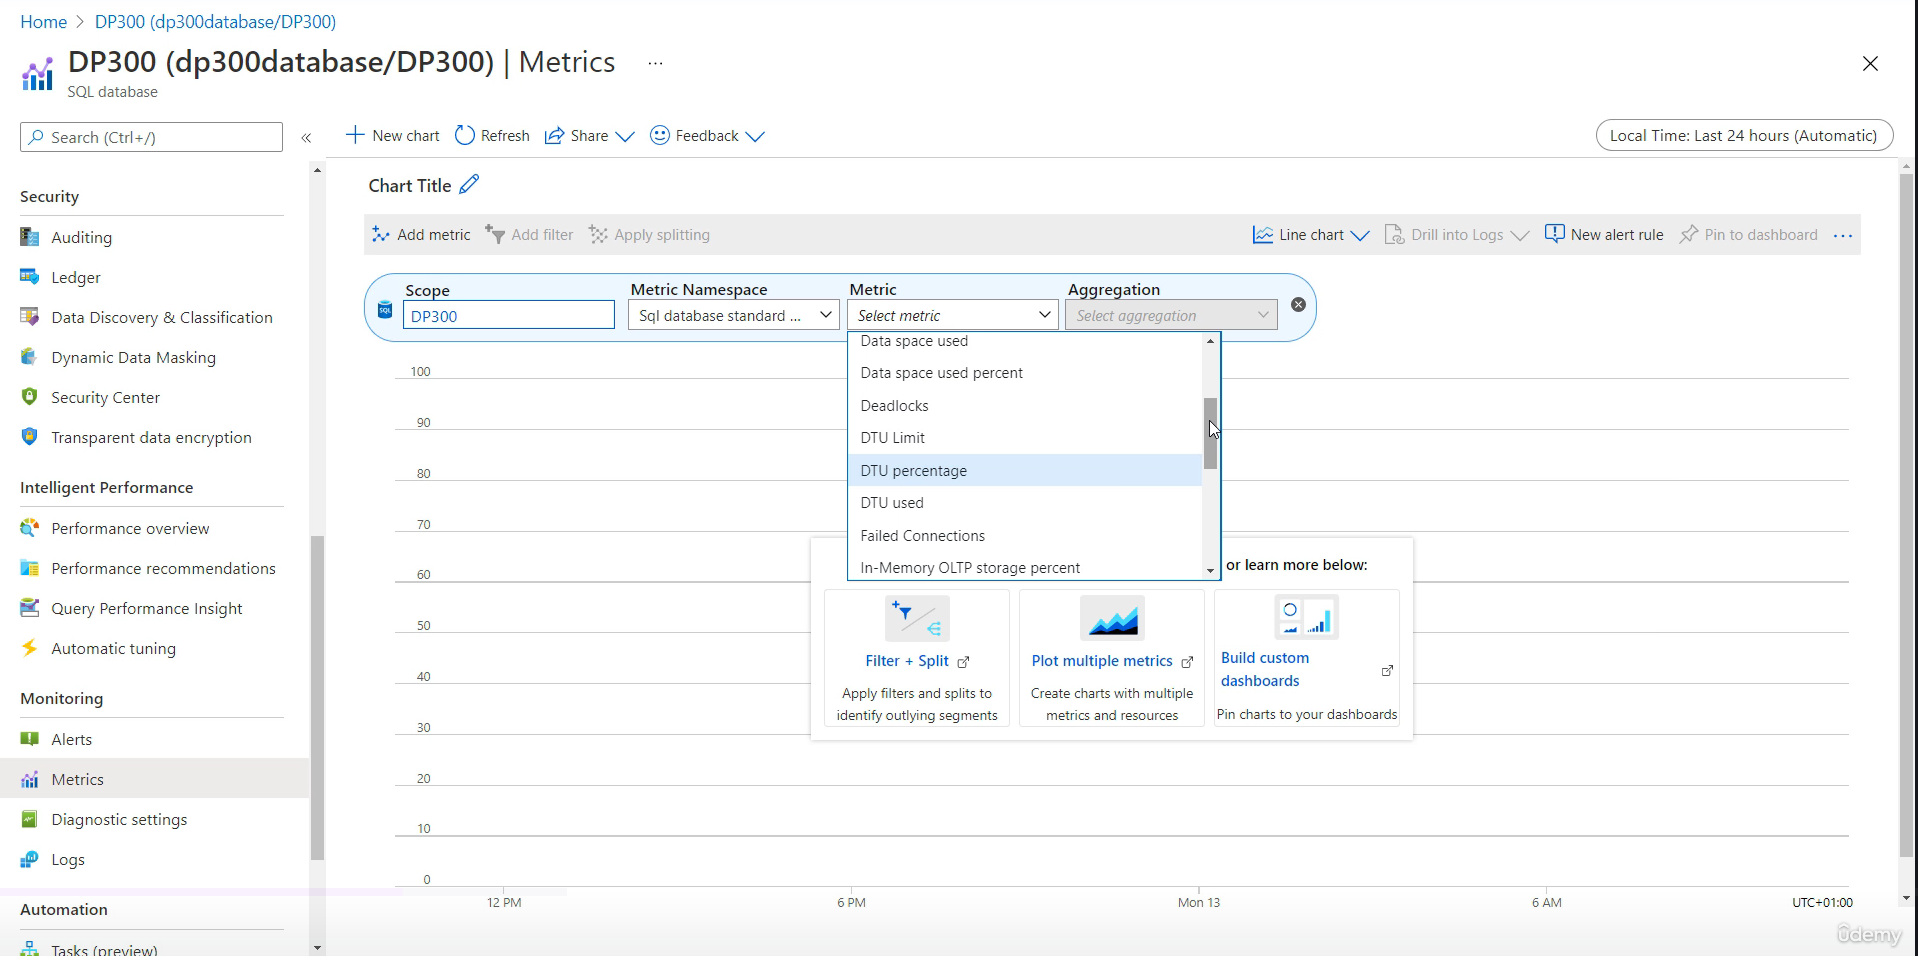 Home > DP300 (dp300database/DP300)
DP300 (dp300database/DP300) | Metrics ...
SQL database
Search (Ctrl+/)
«
New chart Refresh Share Feedback
Local Time: Last 24 hours (Automatic)
Security
Auditing
Ledger
Data Discovery & Classification
Dynamic Data Masking
Security Center
Transparent data encryption
Intelligent Performance
Performance overview
Performance recommendations
Query Performance Insight
Automatic tuning
Monitoring
Alerts
Metrics
Diagnostic settings
Logs
Automation
Tasks (preview)
Chart Title
Add metric Add filter Apply splitting
Line chart Drill into Logs New alert rule Pin to dashboard ...
Scope Metric Namespace Metric Aggregation
SQL DP300 Sql database standard ... Select metric Select aggregation
Data space used
Data space used percent
Deadlocks
DTU Limit
DTU percentage
DTU used
Failed Connections
In-Memory OLTP storage percent
100
90
80
70
60
50
40
30
20
10
0
or learn more below:
Filter + Split
Apply filters and splits to
identify outlying segments
Plot multiple metrics
Create charts with multiple
metrics and resources
Build custom
dashboards
Pin charts to your dashboards
12 PM 6 PM Mon 13 6 AM UTC+01:00
ûdemy